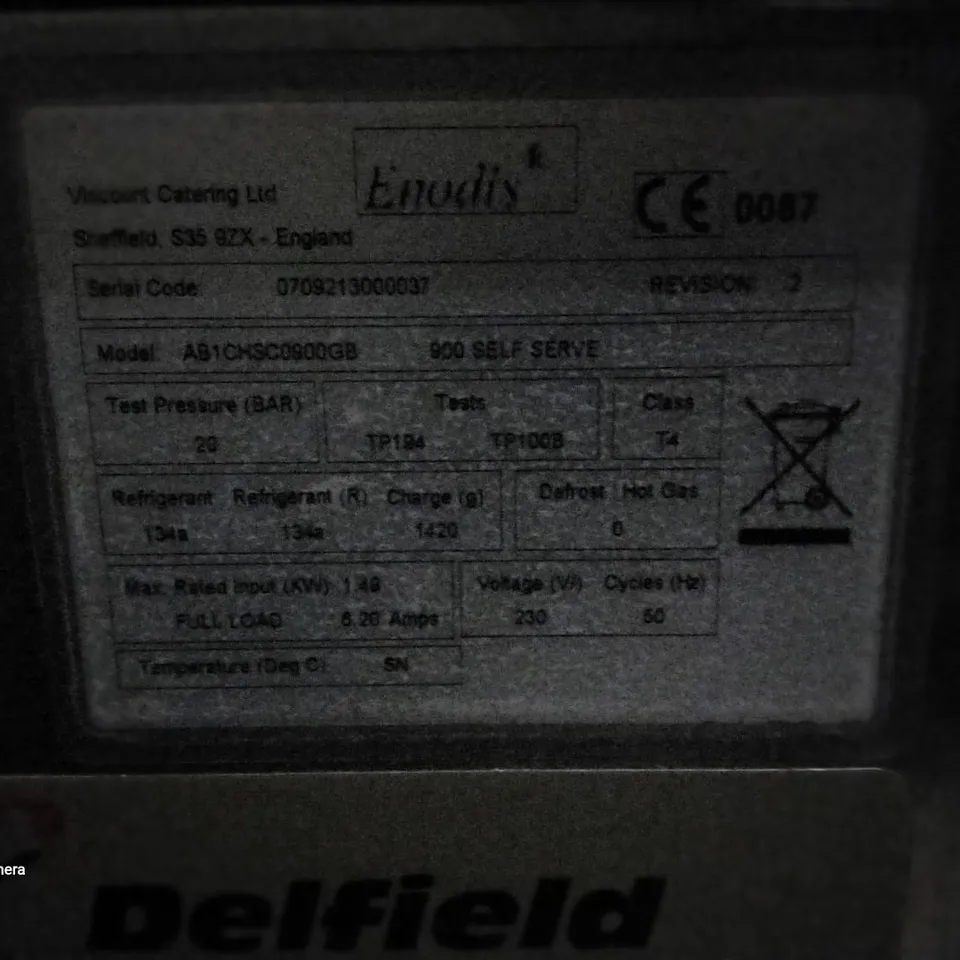 Enodis
Viscount Catering Ltd
CE 0087
Sheffield, S35 9ZX - England
Serial Code: 0709213000037 REVISION: 2
Model: AB1CHSC0900GB 900 SELF SERVE
Test Pressure (BAR) Tests Class
20 TP194 TP100B T4
Refrigerant Refrigerant (R) Charge (g) Defrost Hot Gas
134a 134a 1420 0
Max. Rated Input (KW) 1.49 Voltage (V/) Cycles (Hz)
FULL LOAD 6.20 Amps 230 50
Temperature (Deg C) SN
Delfield